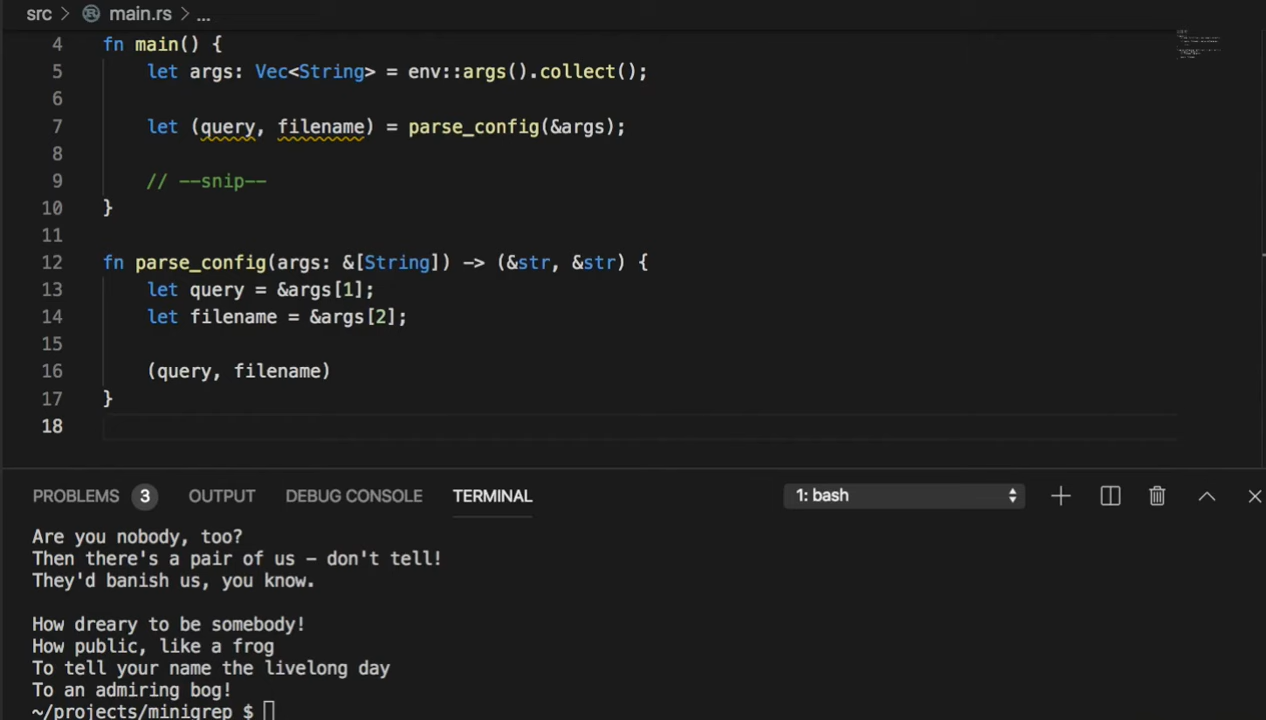 src > main.rs > ...
4 fn main() {
5 let args: Vec<String> = env::args().collect();
6
7 let (query, filename) = parse_config(&args);
8
9 // --snip--
10 }
11
12 fn parse_config(args: &[String]) -> (&str, &str) {
13 let query = &args[1];
14 let filename = &args[2];
15
16 (query, filename)
17 }
18
PROBLEMS 3 OUTPUT DEBUG CONSOLE TERMINAL 1: bash
Are you nobody, too?
Then there's a pair of us - don't tell!
They'd banish us, you know.
How dreary to be somebody!
How public, like a frog
To tell your name the livelong day
To an admiring bog!
~/projects/minigrep $